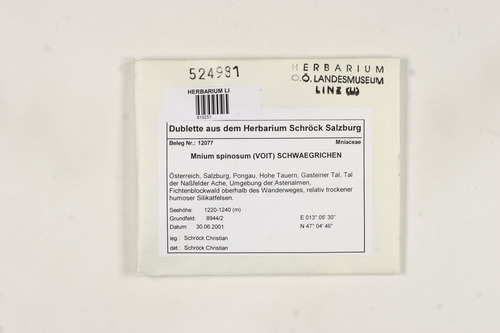 524991
HERBARIUM
O.Ö. LANDESMUSEUM
LINZ (LI)
HERBARIUM LI
Dublette aus dem Herbarium Schröck Salzburg
Beleg Nr.: 12077 Mniaceae
Mnium spinosum (VOIT) SCHWAEGRICHEN
Österreich, Salzburg, Pongau, Hohe Tauern, Gasteiner Tal, Tal
der Naßfelder Ache, Umgebung der Astenalmen,
Fichtenblockwald oberhalb des Wanderweges, relativ trockener
humoser Silikatfelsen.
Seehöhe: 1220-1240 (m)
Grundfeld: 8944/2 E 013° 05' 30''
Datum: 30.06.2001 N 47° 04' 46''
leg.: Schröck Christian
det.: Schröck Christian